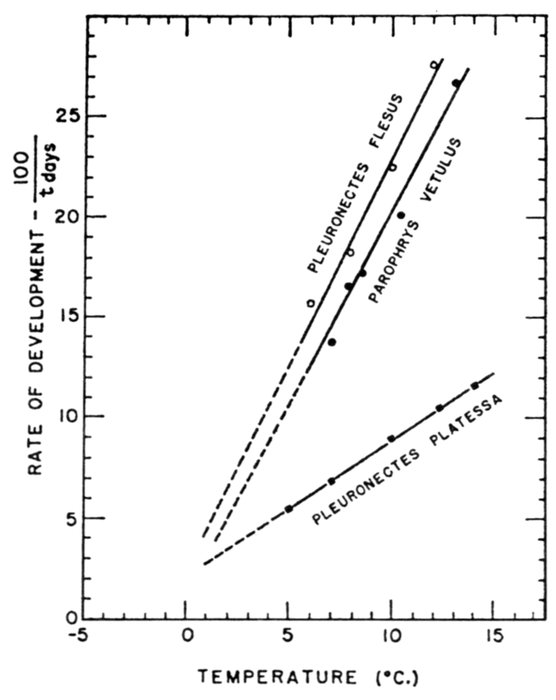 25
20
15
10
5
0
-5
0
5
10
15
RATE OF DEVELOPMENT - 100/t days
PLEURONECTES FLESUS
PAROPHRYS VETULUS
PLEURONECTES PLATESSA
TEMPERATURE (°C.)